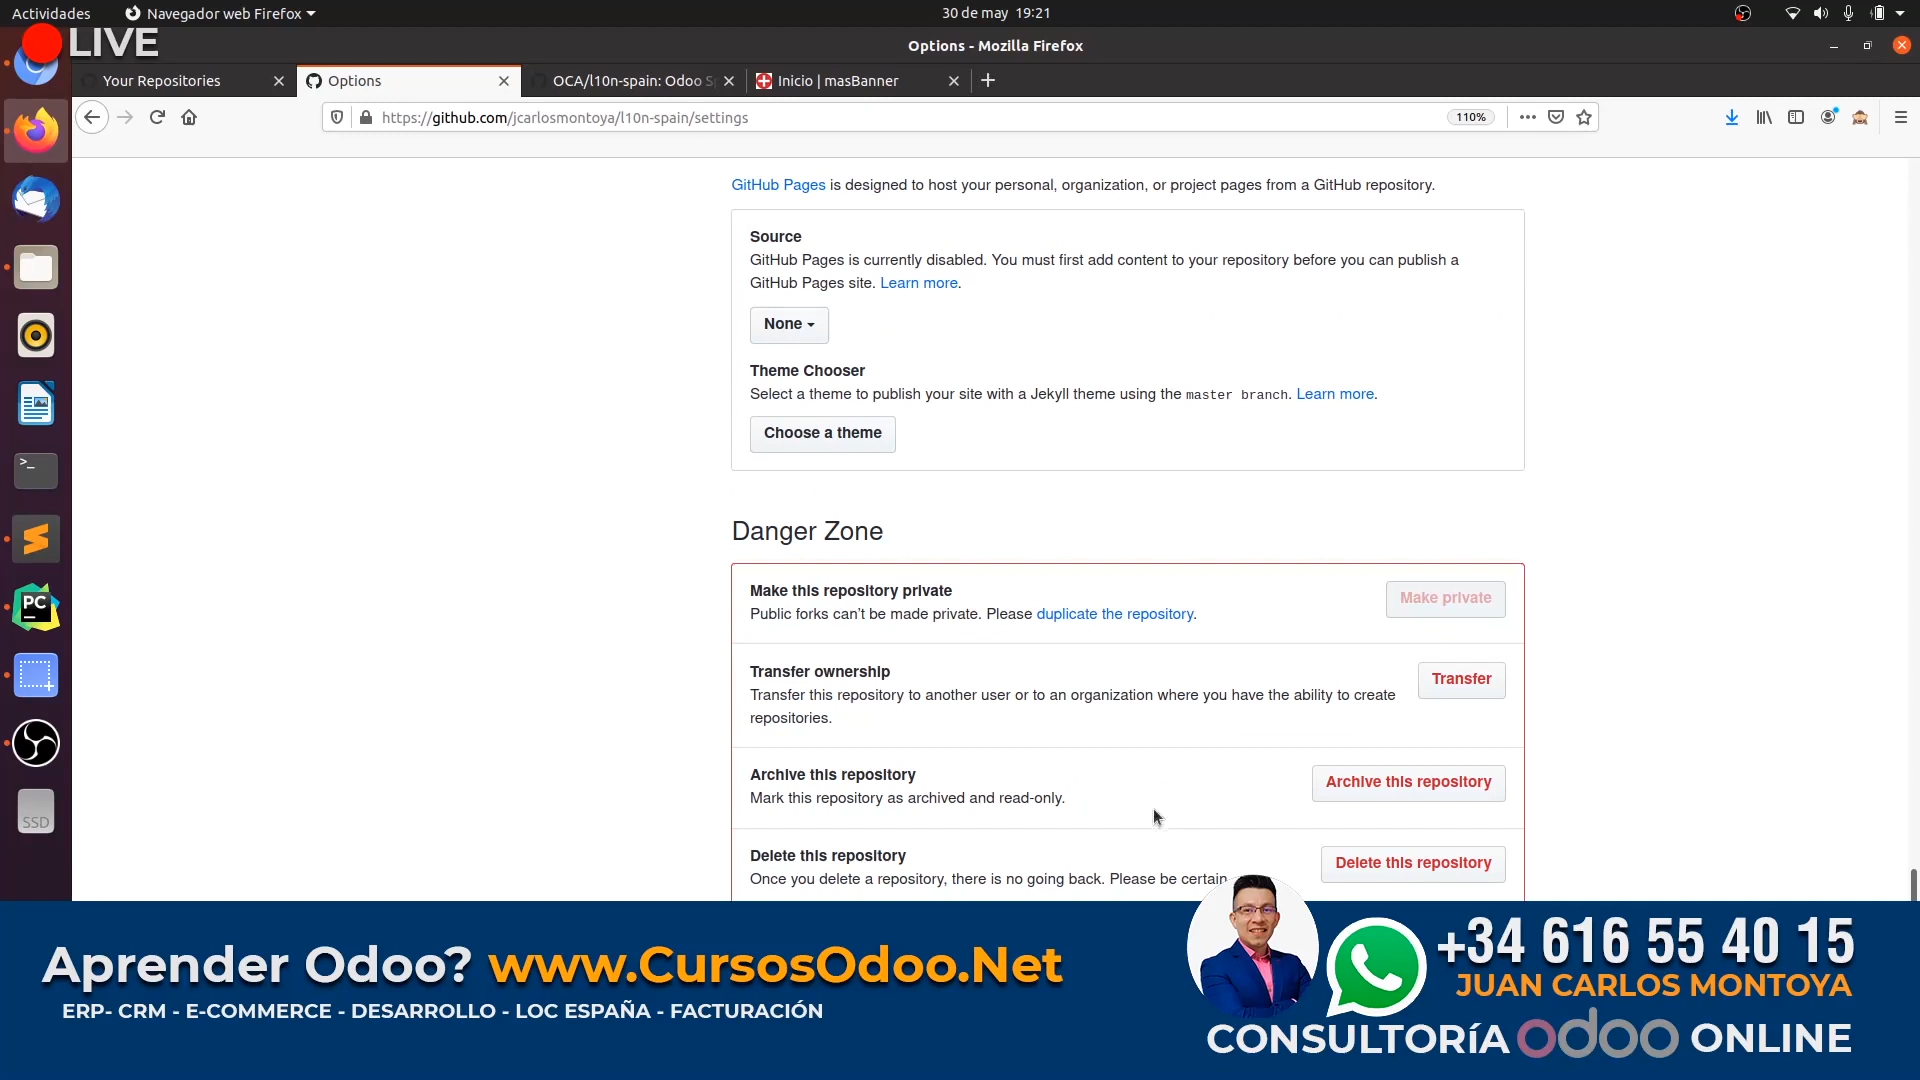 Actividades
Navegador web Firefox
30 de may 19:21
LIVE
Options - Mozilla Firefox
Your Repositories
Options
OCA/l10n-spain: Odoo S
Inicio | masBanner
https://github.com/jcarlosmontoya/l10n-spain/settings
110%
GitHub Pages is designed to host your personal, organization, or project pages from a GitHub repository.
Source
GitHub Pages is currently disabled. You must first add content to your repository before you can publish a
GitHub Pages site. Learn more.
None
Theme Chooser
Select a theme to publish your site with a Jekyll theme using the master branch. Learn more.
Choose a theme
Danger Zone
Make this repository private
Public forks can't be made private. Please duplicate the repository.
Make private
Transfer ownership
Transfer this repository to another user or to an organization where you have the ability to create
repositories.
Transfer
Archive this repository
Mark this repository as archived and read-only.
Archive this repository
Delete this repository
Once you delete a repository, there is no going back. Please be certain
Delete this repository
PC
SSD
Aprender Odoo? www.CursosOdoo.Net
ERP- CRM - E-COMMERCE - DESARROLLO - LOC ESPAÑA - FACTURACIÓN
+34 616 55 40 15
JUAN CARLOS MONTOYA
CONSULTORíA odoo ONLINE